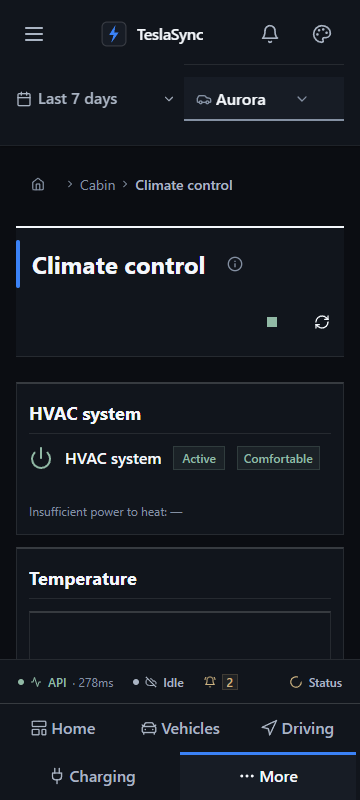 TeslaSync
Last 7 days
Aurora
Cabin
Climate control
Climate control
HVAC system
HVAC system
Active
Comfortable
Insufficient power to heat: —
Temperature
API · 278ms
Idle
2
Status
Home
Vehicles
Driving
Charging
More